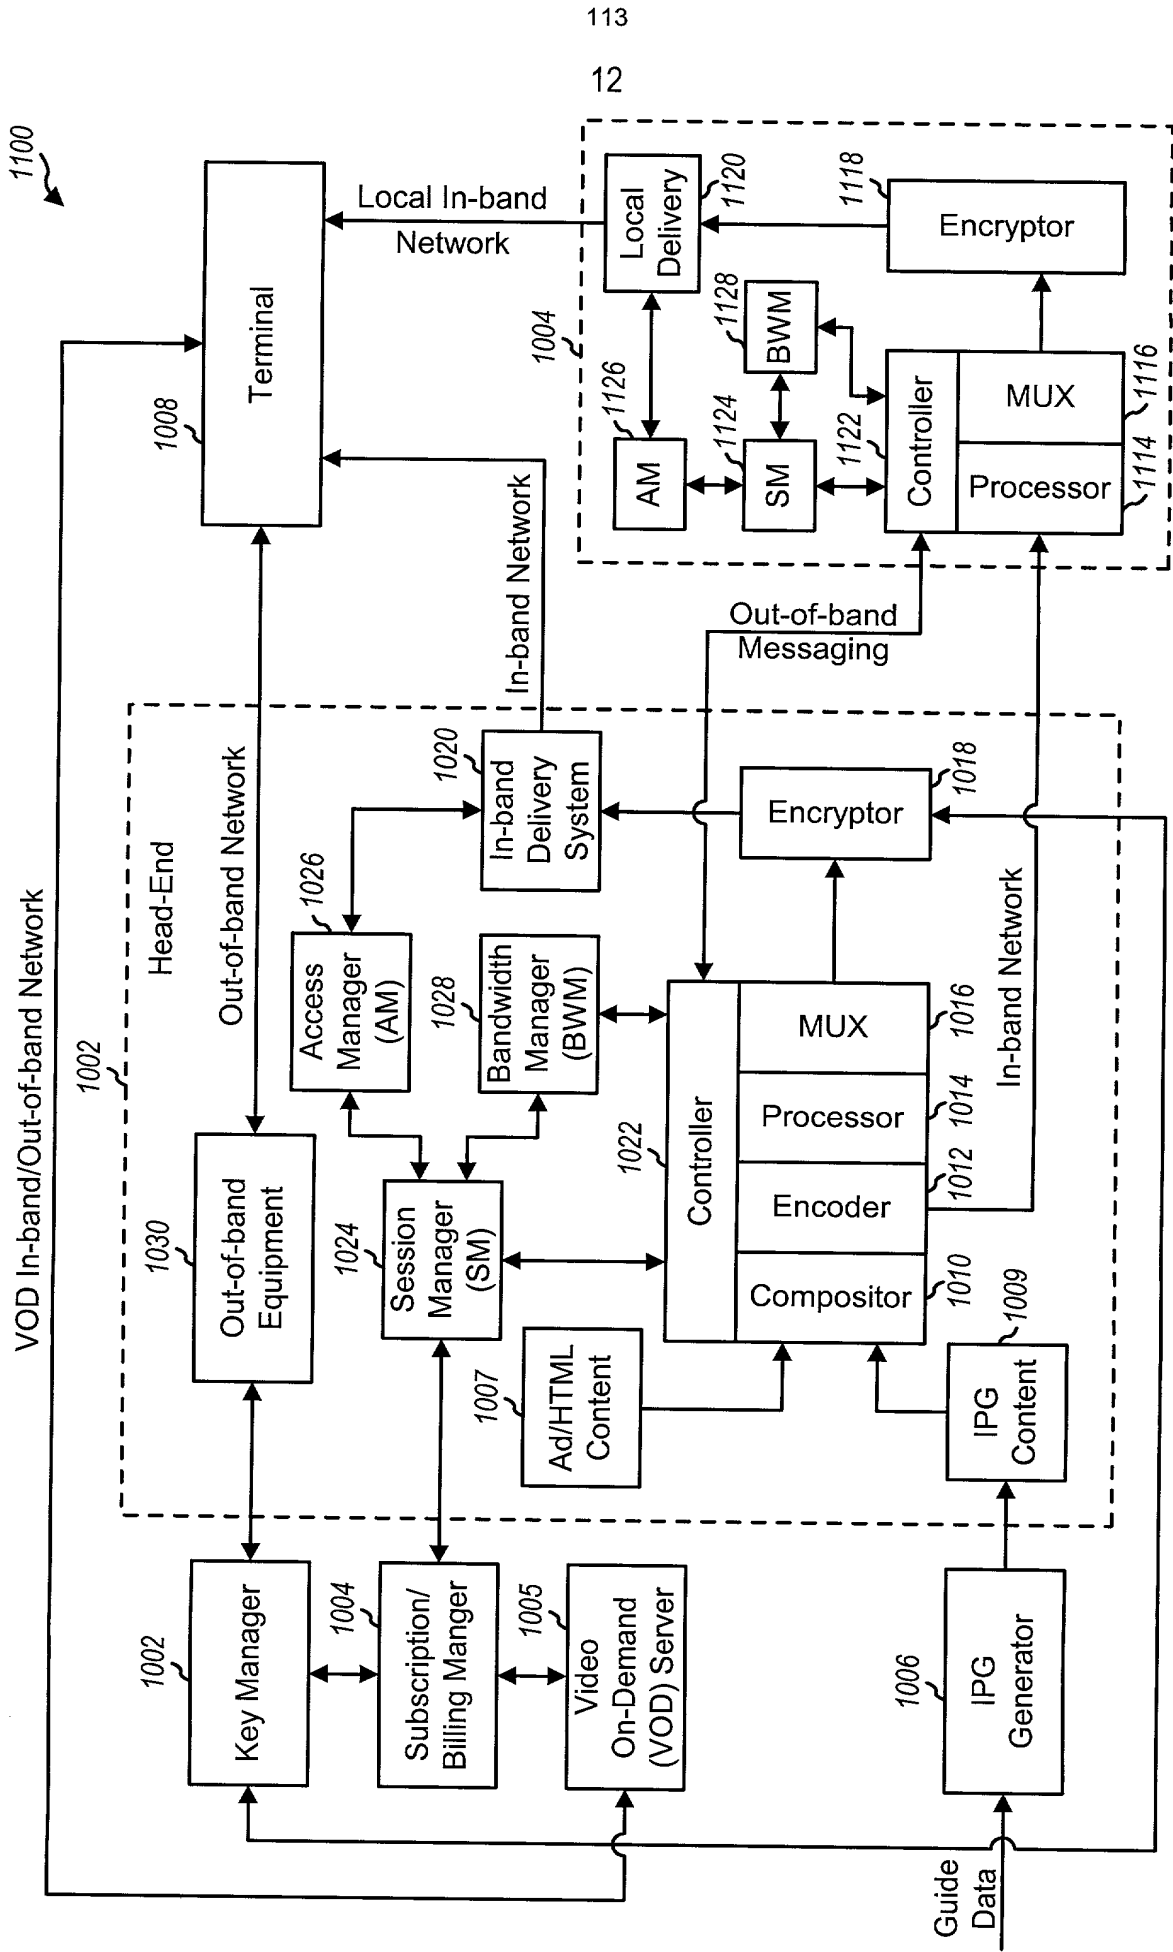 113
12
1100
VOD In-band/Out-of-band Network
1002
Head-End
Out-of-band Network
1008
Terminal
Local In-band
Network
In-band Network
1030
Out-of-band
Equipment
1026
Access
Manager
(AM)
1020
In-band
Delivery
System
1024
Session
Manager
(SM)
1028
Bandwidth
Manager
(BWM)
1002
Key Manager
1004
Subscription/
Billing Manger
1005
Video
On-Demand
(VOD) Server
1007
Ad/HTML
Content
1022
Controller
Compositor
1010
Encoder
1012
Processor
1014
MUX
1016
Encryptor
1018
1006
IPG
Generator
1009
IPG
Content
Guide
Data
In-band Network
Out-of-band
Messaging
1004
1126
AM
Local
Delivery
1120
1124
SM
1128
BWM
1122
Controller
Processor
1114
MUX
1116
Encryptor
1118